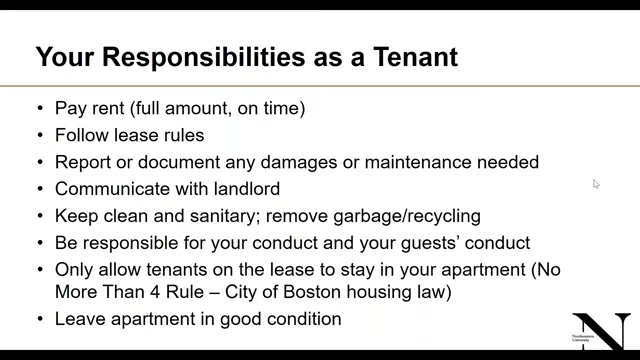 Your Responsibilities as a Tenant
• Pay rent (full amount, on time)
• Follow lease rules
• Report or document any damages or maintenance needed
• Communicate with landlord
• Keep clean and sanitary; remove garbage/recycling
• Be responsible for your conduct and your guests’ conduct
• Only allow tenants on the lease to stay in your apartment (No
More Than 4 Rule – City of Boston housing law)
• Leave apartment in good condition
N
Northeastern
University